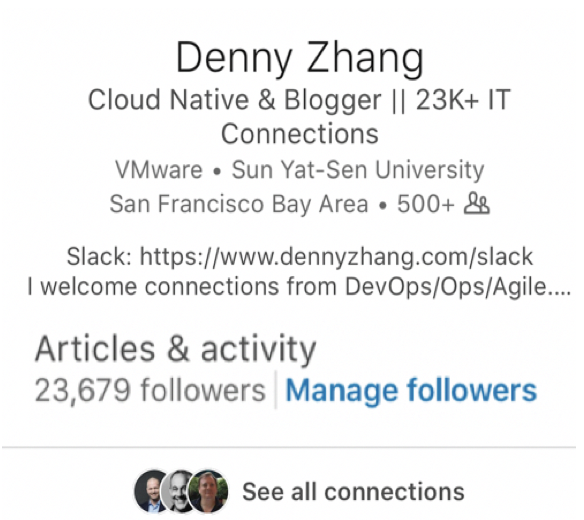 Denny Zhang
Cloud Native & Blogger || 23K+ IT
Connections
VMware • Sun Yat-Sen University
San Francisco Bay Area • 500+
Slack: https://www.dennyzhang.com/slack
I welcome connections from DevOps/Ops/Agile....
Articles & activity
23,679 followers | Manage followers
See all connections